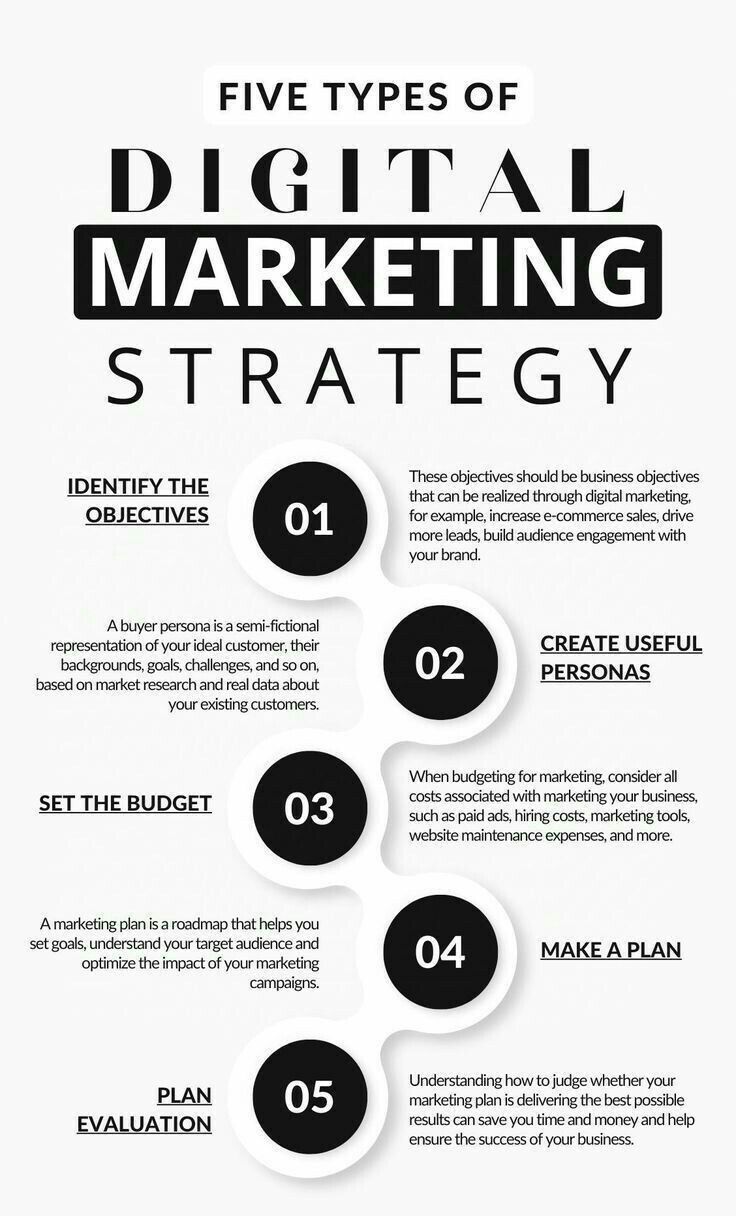 FIVE TYPES OF
DIGITAL
MARKETING
STRATEGY
IDENTIFY THE
OBJECTIVES
01
These objectives should be business objectives
that can be realized through digital marketing,
for example, increase e-commerce sales, drive
more leads, build audience engagement with
your brand.
A buyer persona is a semi-fictional
representation of your ideal customer, their
backgrounds, goals, challenges, and so on,
based on market research and real data about
your existing customers.
02
CREATE USEFUL
PERSONAS
SET THE BUDGET
03
When budgeting for marketing, consider all
costs associated with marketing your business,
such as paid ads, hiring costs, marketing tools,
website maintenance expenses, and more.
A marketing plan is a roadmap that helps you
set goals, understand your target audience and
optimize the impact of your marketing
campaigns.
04
MAKE A PLAN
PLAN
EVALUATION
05
Understanding how to judge whether your
marketing plan is delivering the best possible
results can save you time and money and help
ensure the success of your business.